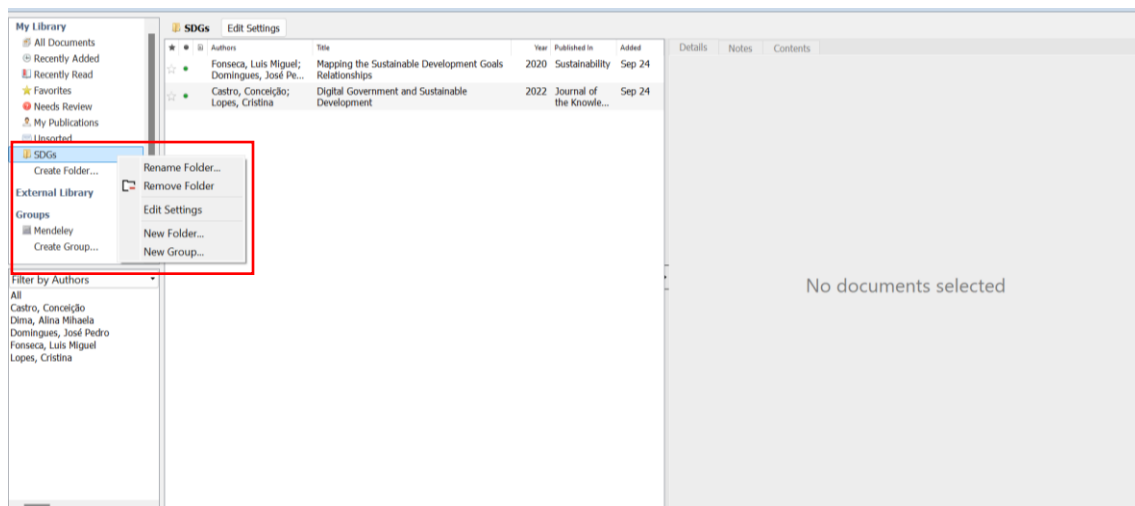 My Library
All Documents
Recently Added
Recently Read
Favorites
Needs Review
My Publications
Unsorted
SDGs
Create Folder...
External Library
Groups
Mendeley
Create Group...
Rename Folder...
Remove Folder
Edit Settings
New Folder...
New Group...
Filter by Authors
All
Castro, Conceição
Dima, Alina Mihaela
Domingues, José Pedro
Fonseca, Luis Miguel
Lopes, Cristina
SDGs Edit Settings
Authors Title Year Published In Added
Fonseca, Luis Miguel; Mapping the Sustainable Development Goals 2020 Sustainability Sep 24
Domingues, José Pe... Relationships
Castro, Conceição; Digital Government and Sustainable 2022 Journal of Sep 24
Lopes, Cristina Development the Knowle...
Details Notes Contents
No documents selected